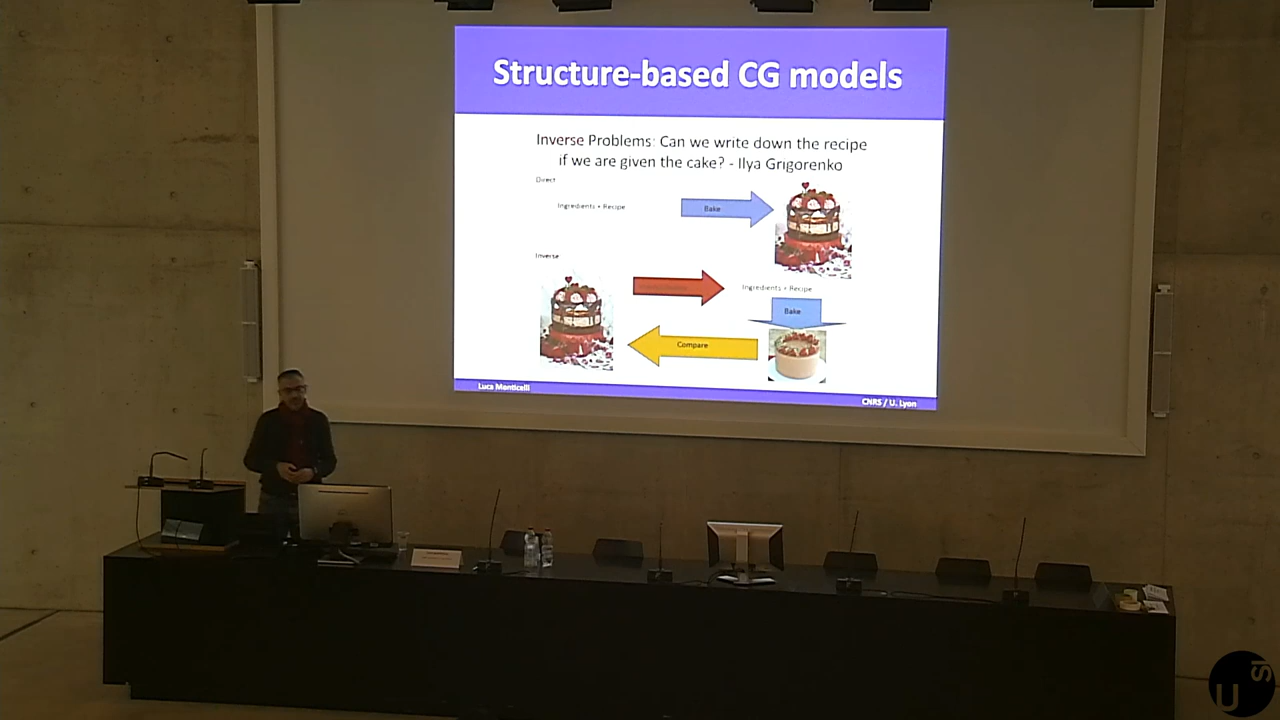 Structure-based CG models
Inverse Problems: Can we write down the recipe
if we are given the cake? - Ilya Grigorenko
Direct
Ingredients + Recipe
Bake
Inverse
Ingredients + Recipe
Bake
Compare
Luca Monticelli
CNRS / U. Lyon
U
SI